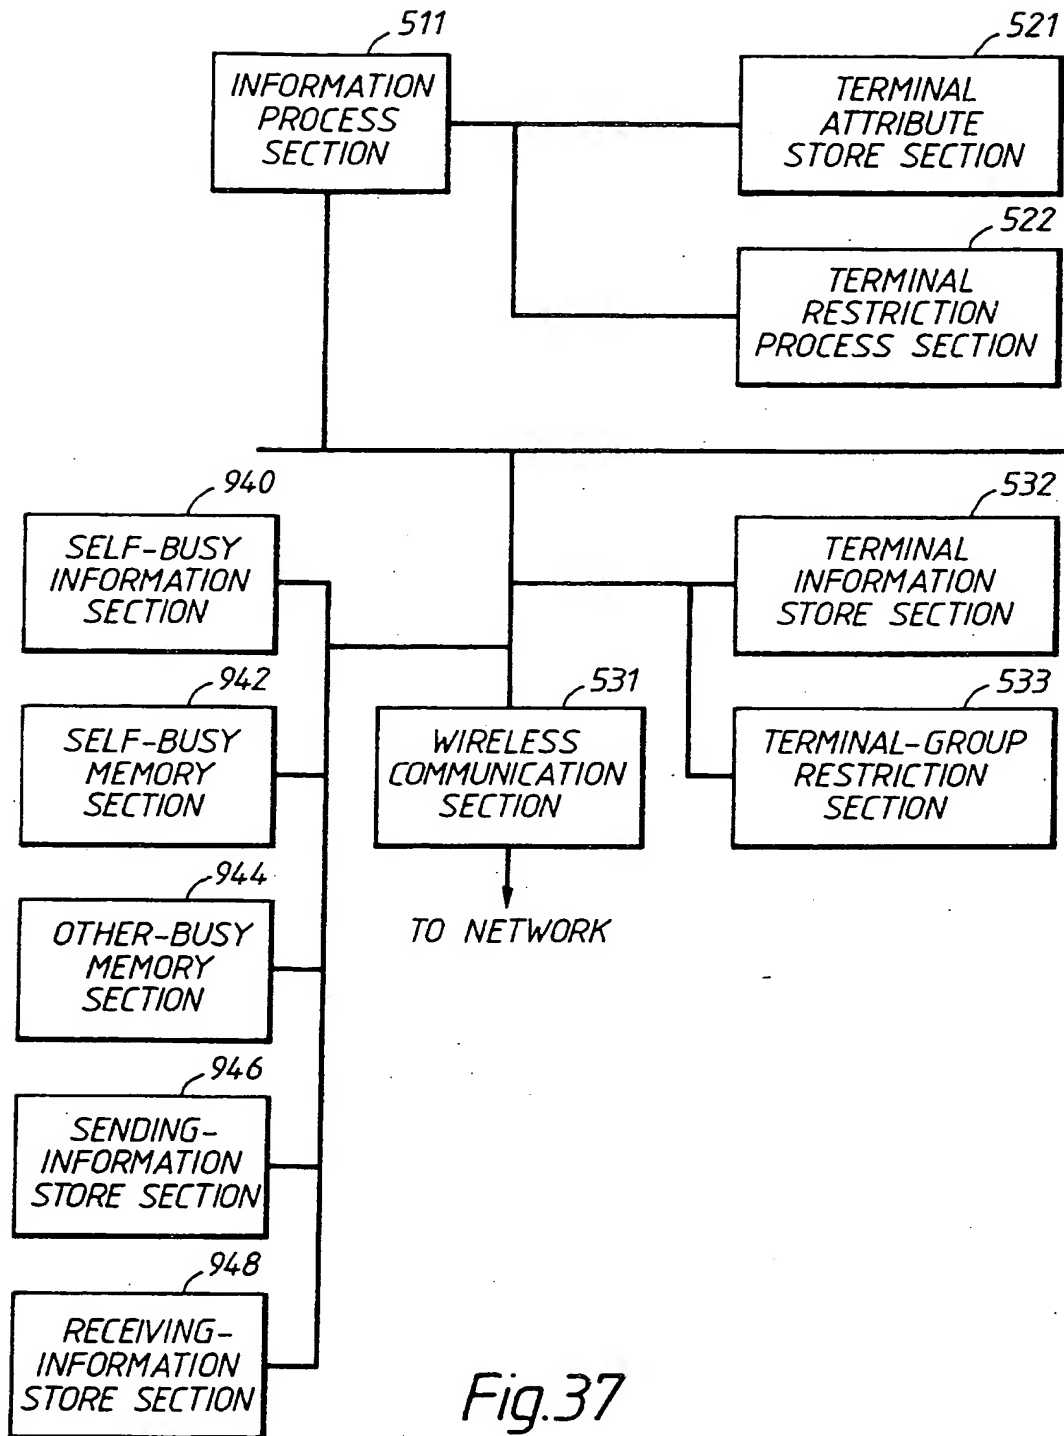 511
INFORMATION
PROCESS
SECTION
521
TERMINAL
ATTRIBUTE
STORE SECTION
522
TERMINAL
RESTRICTION
PROCESS SECTION
940
SELF-BUSY
INFORMATION
SECTION
532
TERMINAL
INFORMATION
STORE SECTION
942
SELF-BUSY
MEMORY
SECTION
531
WIRELESS
COMMUNICATION
SECTION
533
TERMINAL-GROUP
RESTRICTION
SECTION
944
OTHER-BUSY
MEMORY
SECTION
TO NETWORK
946
SENDING-
INFORMATION
STORE SECTION
948
RECEIVING-
INFORMATION
STORE SECTION
Fig.37